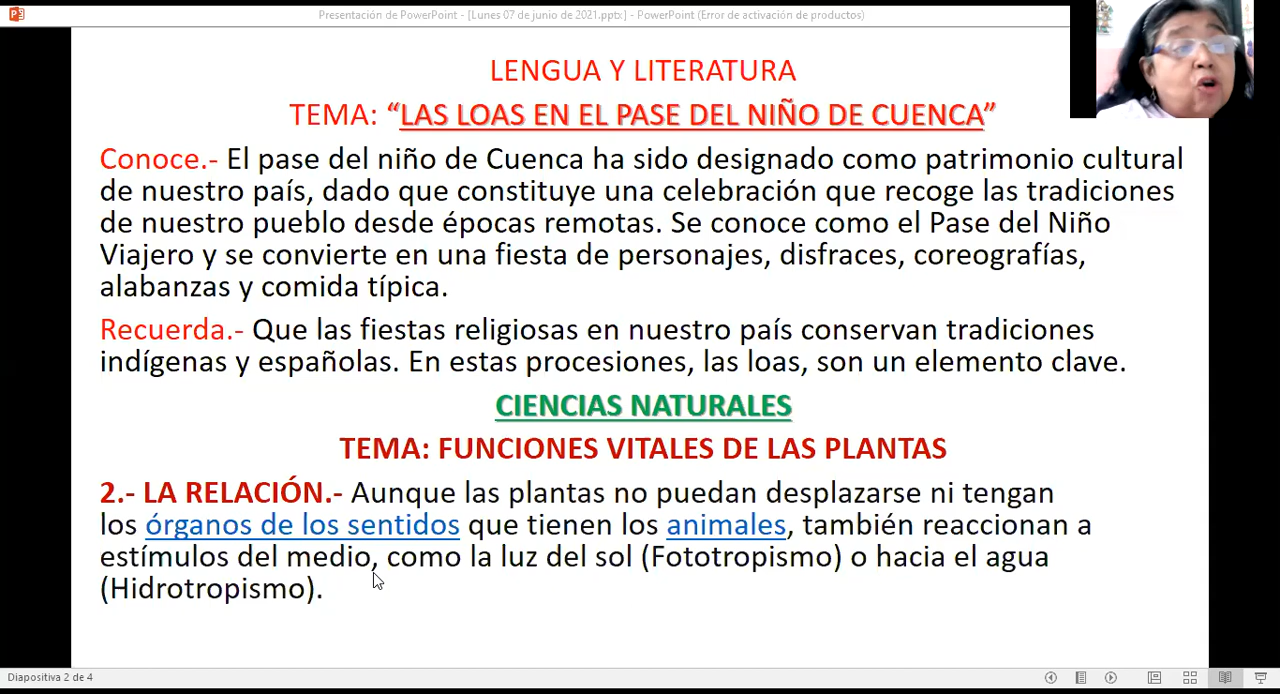 Presentación de PowerPoint - [Lunes 07 de junio de 2021.pptx:] - PowerPoint (Error de activación de productos)
LENGUA Y LITERATURA
TEMA: “LAS LOAS EN EL PASE DEL NIÑO DE CUENCA”
Conoce.- El pase del niño de Cuenca ha sido designado como patrimonio cultural
de nuestro país, dado que constituye una celebración que recoge las tradiciones
de nuestro pueblo desde épocas remotas. Se conoce como el Pase del Niño
Viajero y se convierte en una fiesta de personajes, disfraces, coreografías,
alabanzas y comida típica.
Recuerda.- Que las fiestas religiosas en nuestro país conservan tradiciones
indígenas y españolas. En estas procesiones, las loas, son un elemento clave.
CIENCIAS NATURALES
TEMA: FUNCIONES VITALES DE LAS PLANTAS
2.- LA RELACIÓN.- Aunque las plantas no puedan desplazarse ni tengan
los órganos de los sentidos que tienen los animales, también reaccionan a
estímulos del medio, como la luz del sol (Fototropismo) o hacia el agua
(Hidrotropismo).
Diapositiva 2 de 4